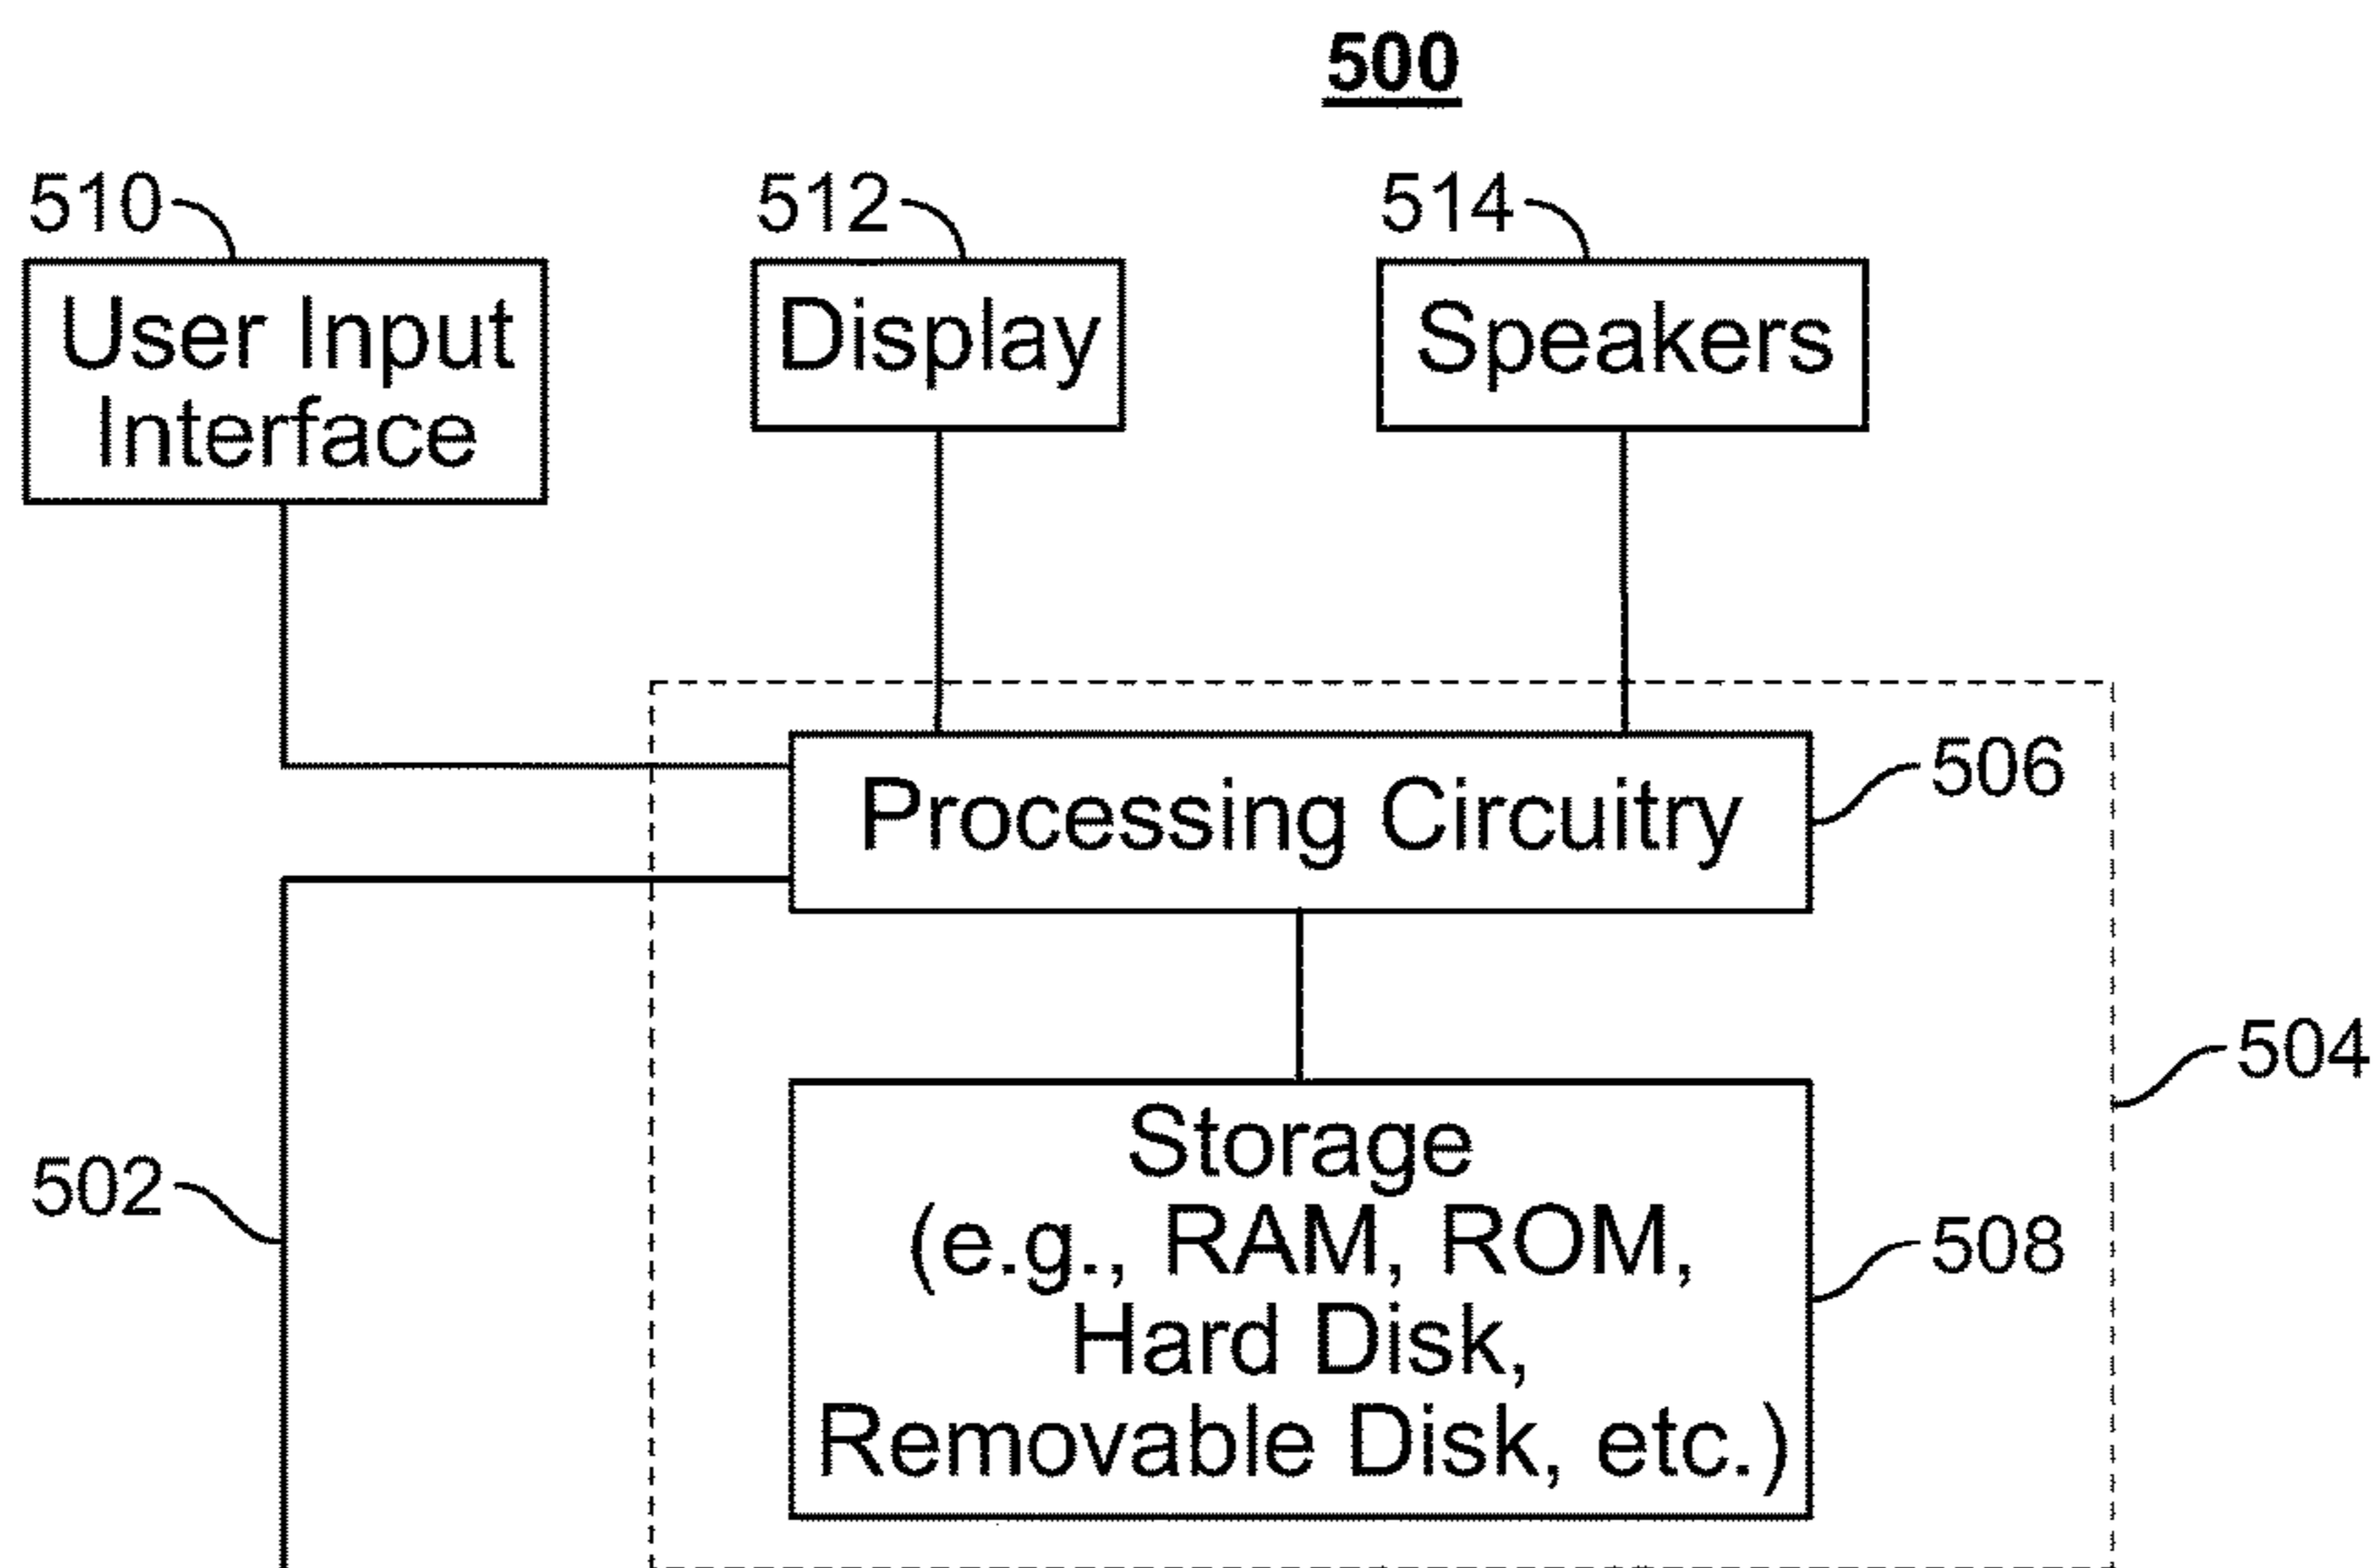 500
510
512
514
User Input
Interface
Display
Speakers
Processing Circuitry
506
504
502
Storage
(e.g., RAM, ROM,
Hard Disk,
Removable Disk, etc.)
508